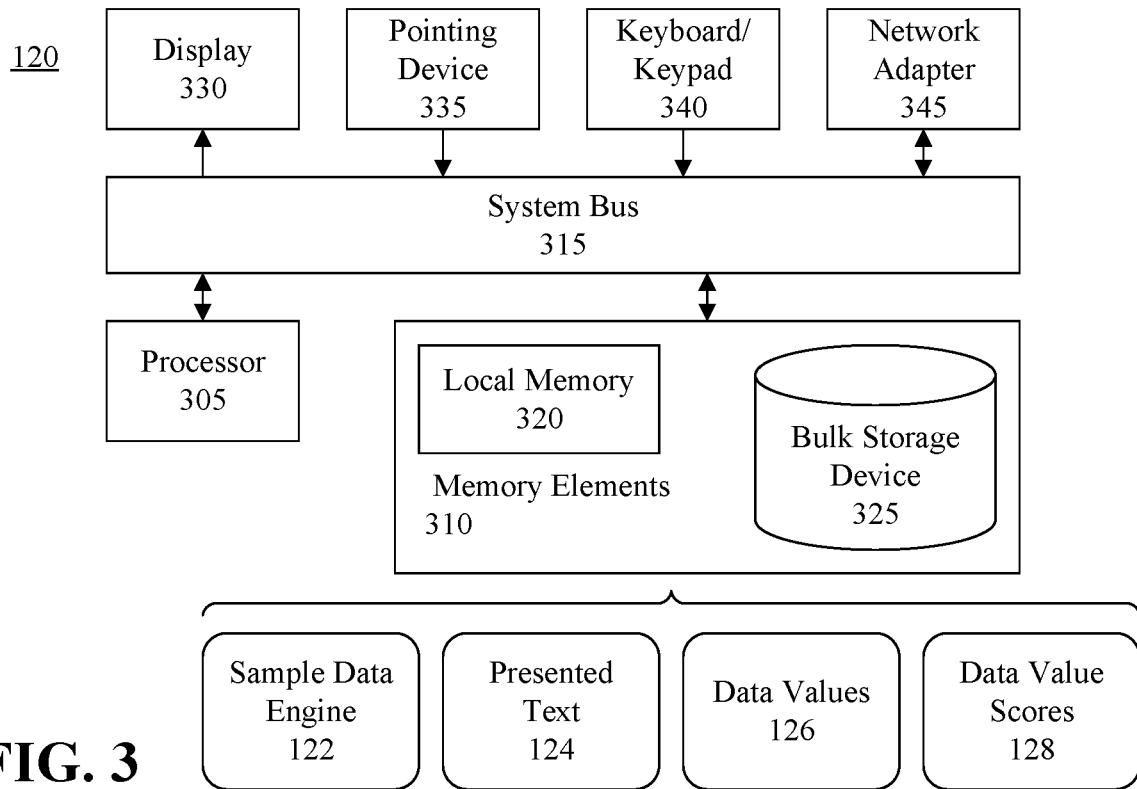 120
Display
330
Pointing
Device
335
Keyboard/
Keypad
340
Network
Adapter
345
System Bus
315
Processor
305
Local Memory
320
Memory Elements
310
Bulk Storage
Device
325
Sample Data
Engine
122
Presented
Text
124
Data Values
126
Data Value
Scores
128
FIG. 3